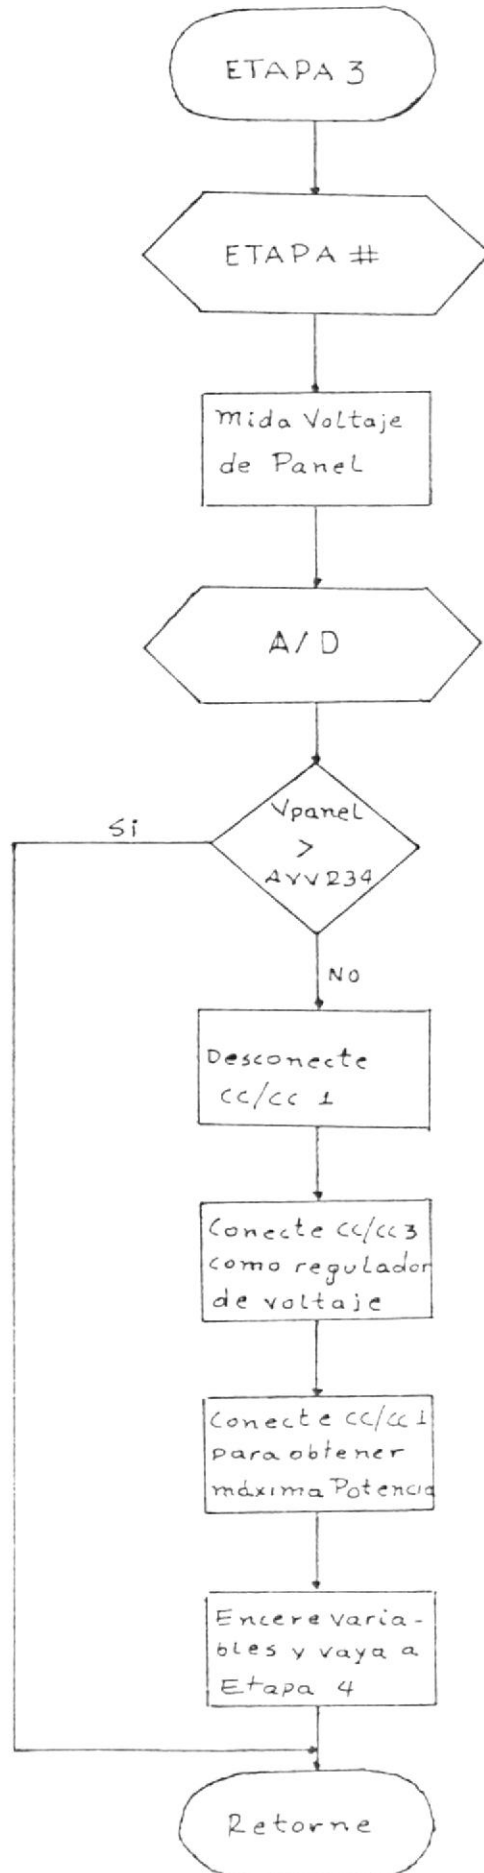 ETAPA 3
ETAPA #
Mida Voltaje
de Panel
A/D
Vpanel
>
AVV234
Si
NO
Desconecte
CC/CC 1
Conecte CC/CC3
como regulador
de voltaje
Conecte CC/CC1
para obtener
máxima Potencia
Encere varia-
bles y vaya a
Etapa 4
Retorne